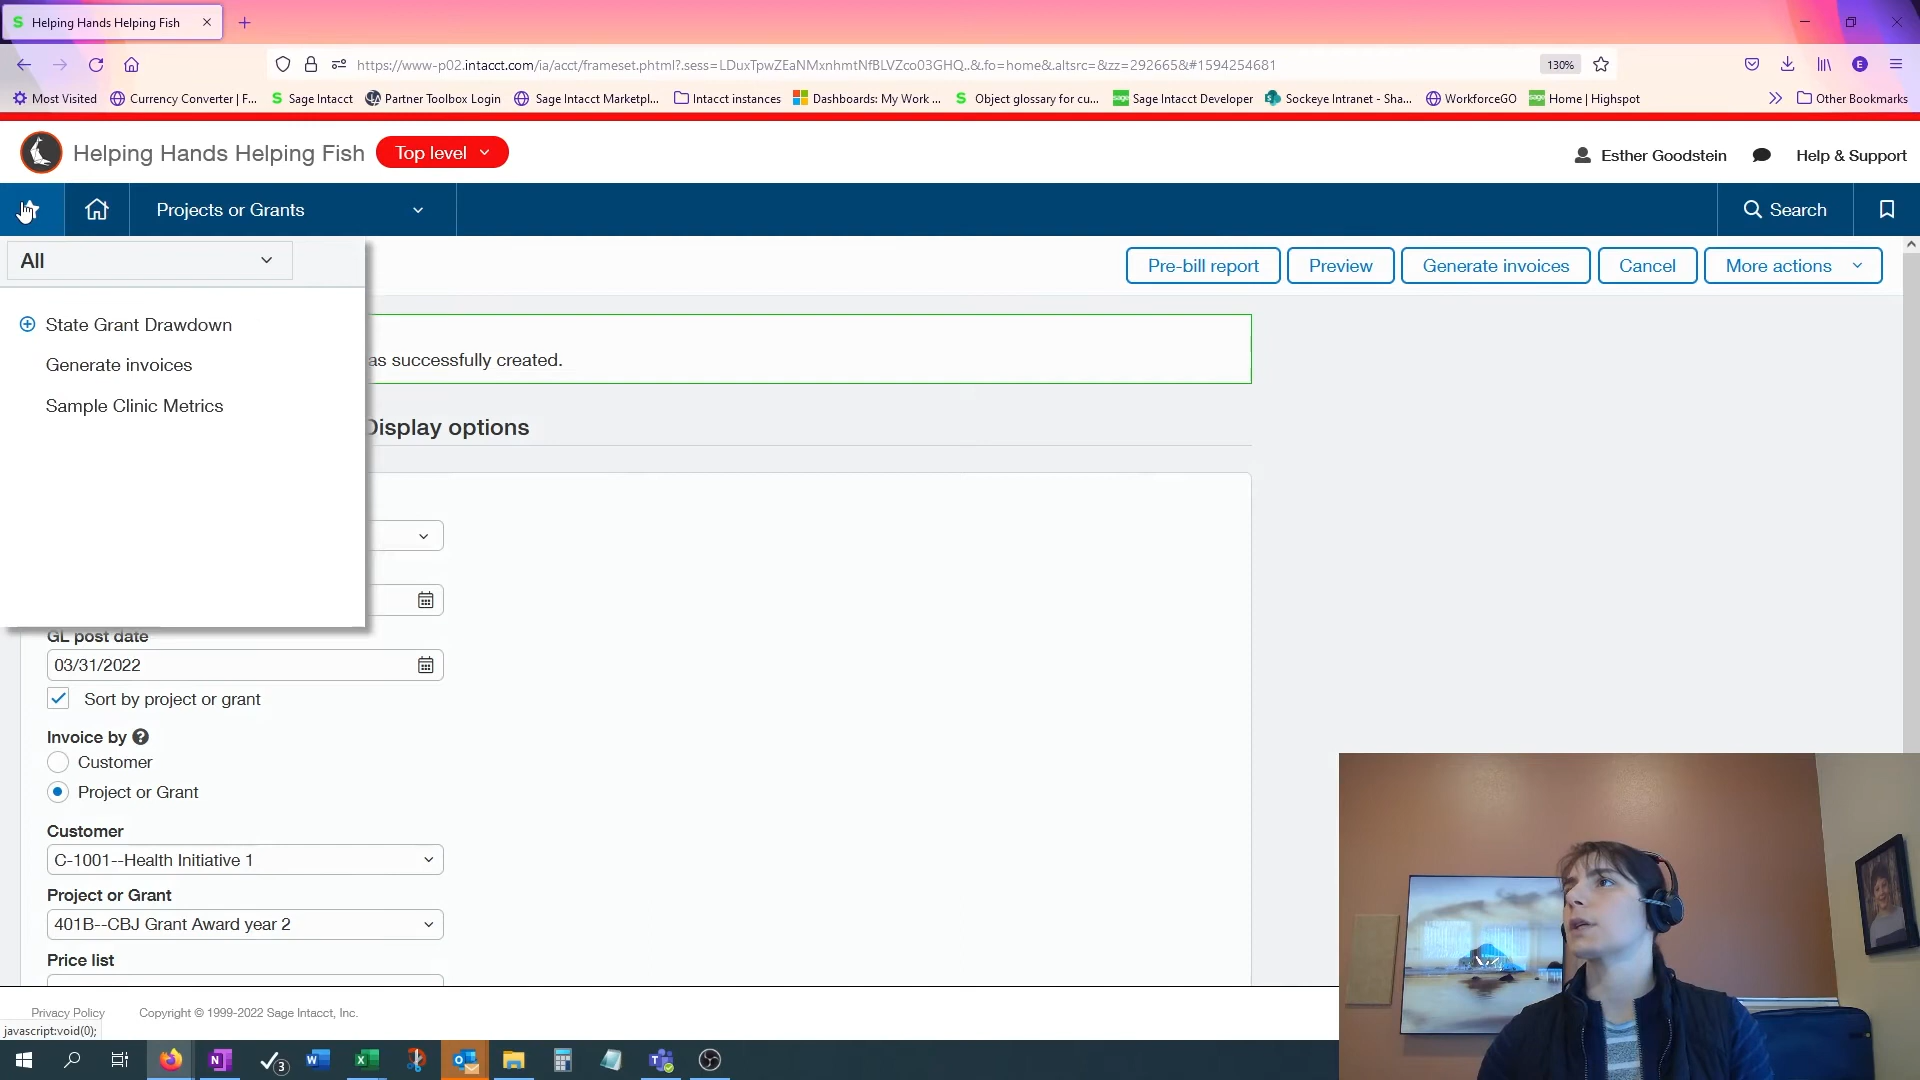 Helping Hands Helping Fish
https://www-p02.intacct.com/ia/acct/frameset.phtml?.sess=LDuxTpwZEaNMxnhmtNfBLVZco03GHQ..&.fo=home&.altsrc=&zz=292665&#1594254681
130%
Most Visited
Currency Converter | F...
Sage Intacct
Partner Toolbox Login
Sage Intacct Marketpl...
Intacct instances
Dashboards: My Work ...
Object glossary for cu...
Sage Intacct Developer
Sockeye Intranet - Sha...
WorkforceGO
Home | Highspot
Other Bookmarks
Helping Hands Helping Fish
Top level
Esther Goodstein
Help & Support
Projects or Grants
Search
All
Pre-bill report
Preview
Generate invoices
Cancel
More actions
State Grant Drawdown
Generate invoices
Sample Clinic Metrics
as successfully created.
Display options
GL post date
03/31/2022
Sort by project or grant
Invoice by
Customer
Project or Grant
Customer
C-1001--Health Initiative 1
Project or Grant
401B--CBJ Grant Award year 2
Price list
Privacy Policy
Copyright © 1999-2022 Sage Intacct, Inc.
javascript:void(0);
3